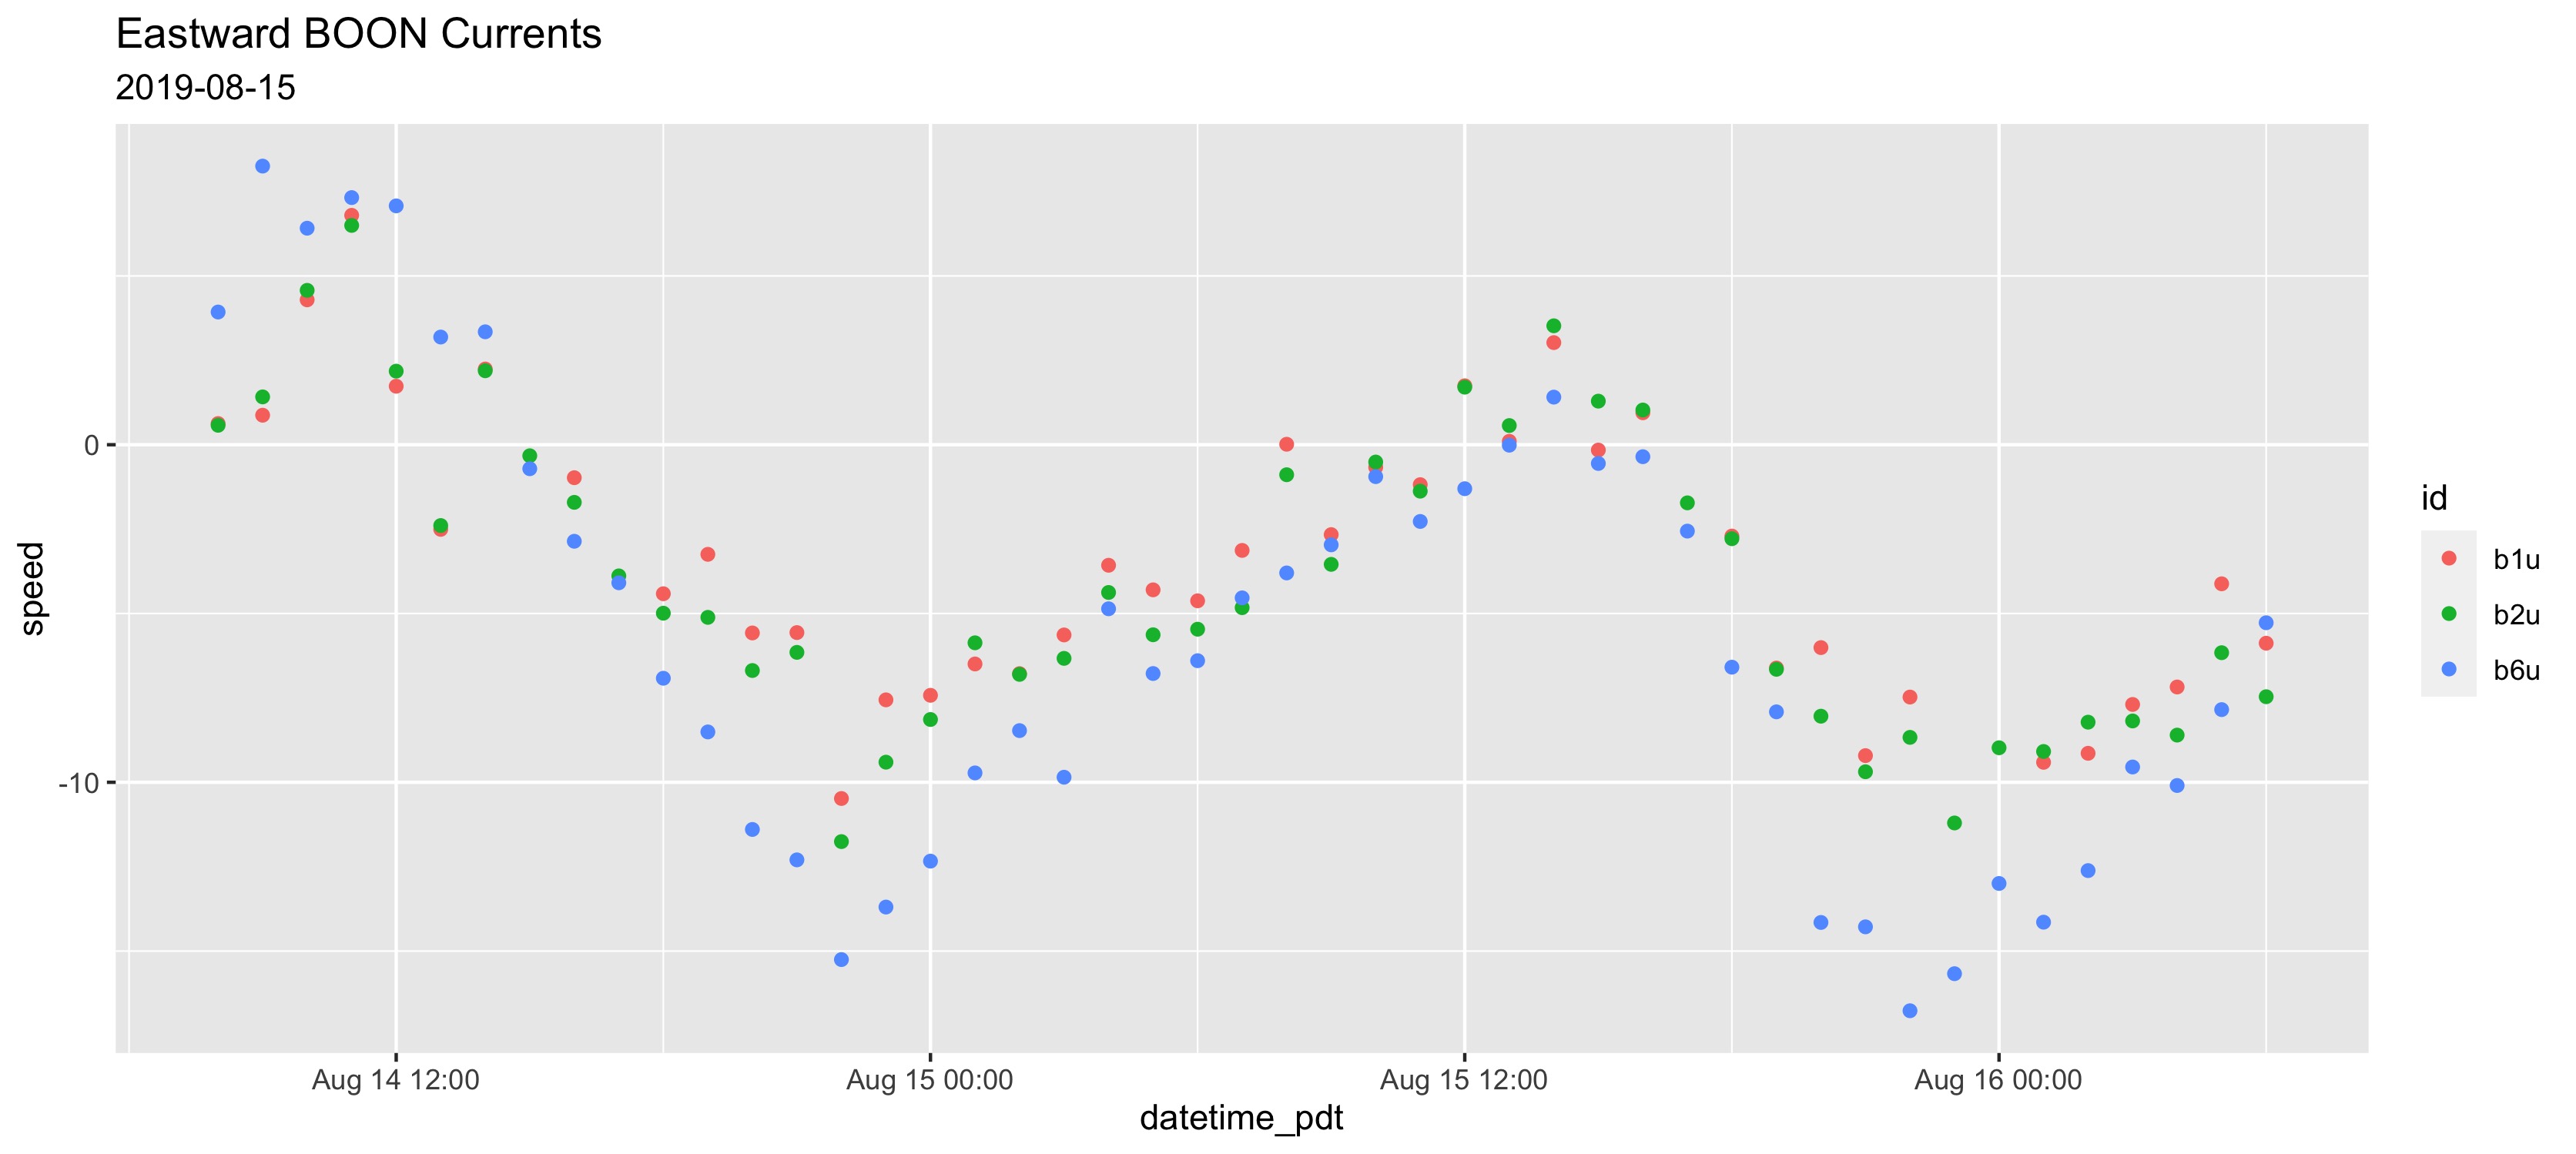 Eastward BOON Currents
2019-08-15
speed
0
-10
Aug 14 12:00
Aug 15 00:00
Aug 15 12:00
Aug 16 00:00
datetime_pdt
id
b1u
b2u
b6u